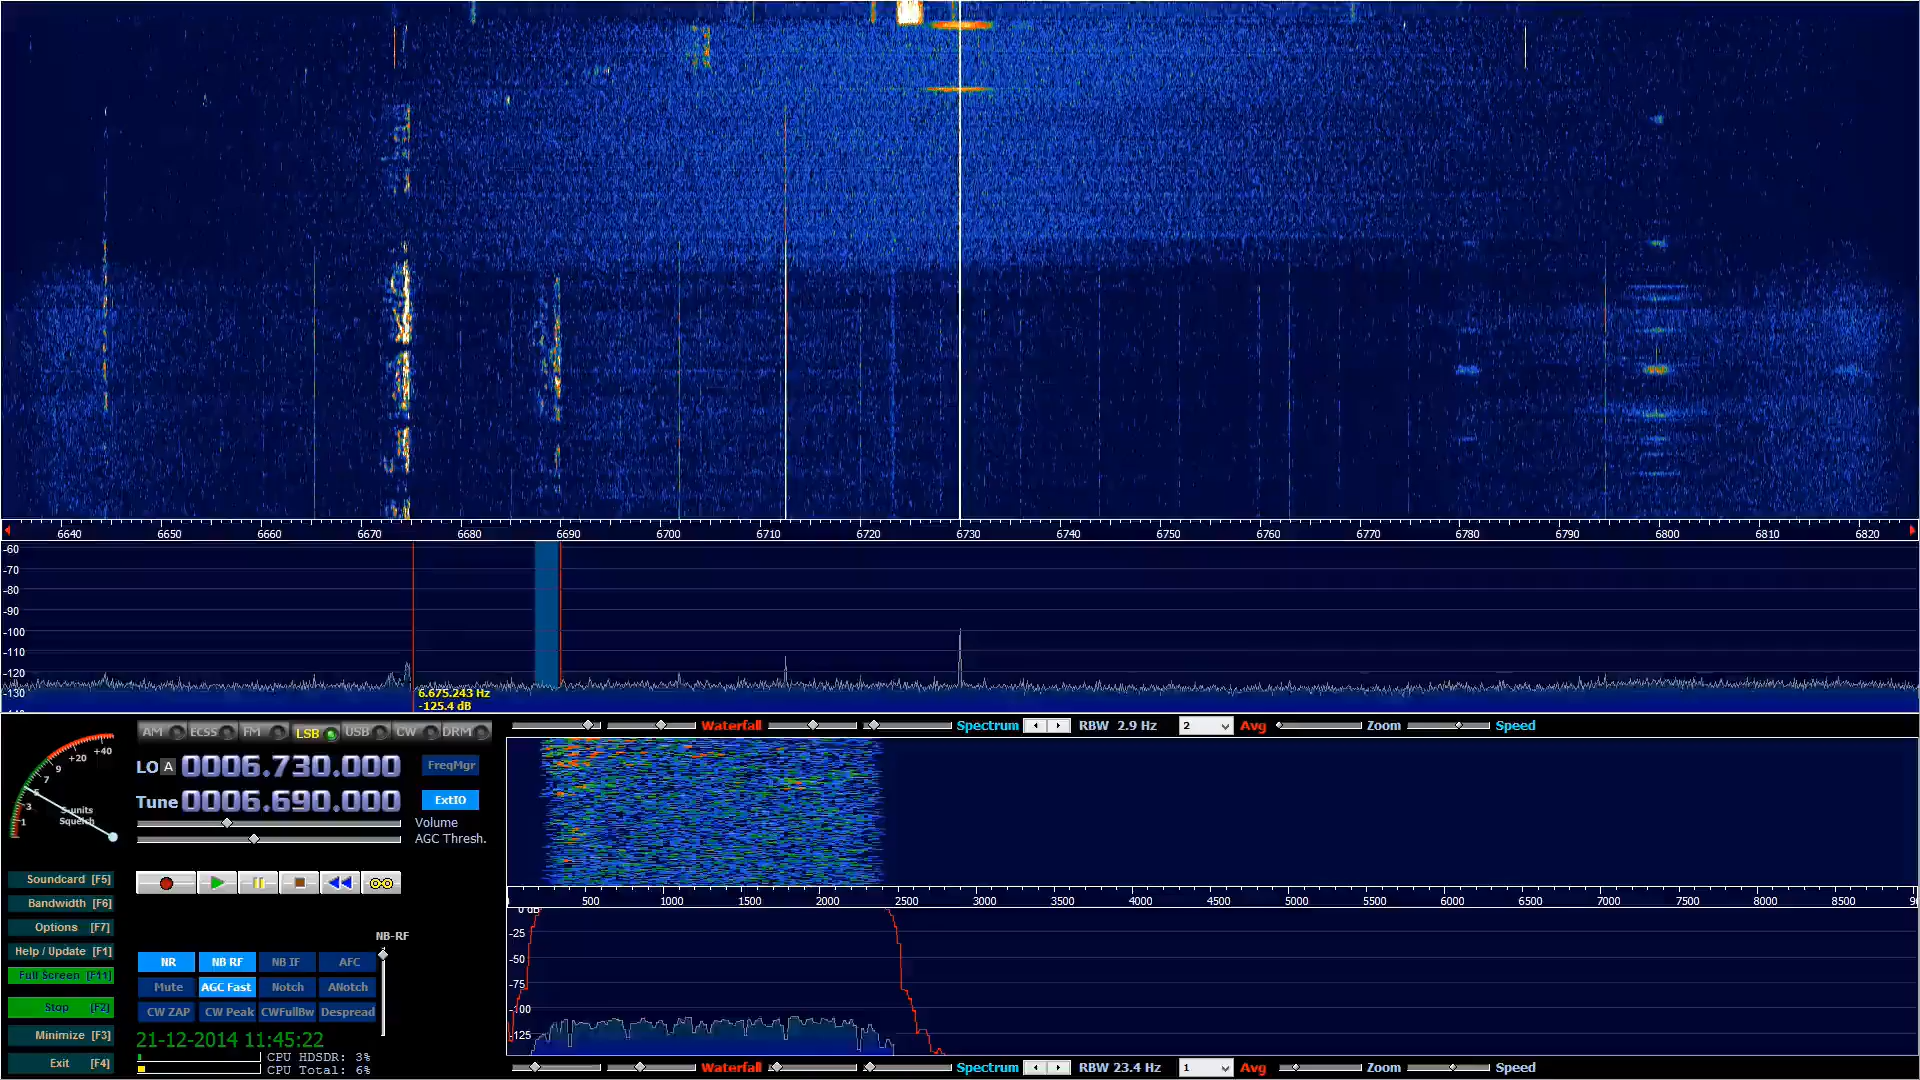 6640 6650 6660 6670 6680 6690 6700 6710 6720 6730 6740 6750 6760 6770 6780 6790 6800 6810 6820
-60
-70
-80
-90
-100
-110
-120
-130
-140
6.675.243 Hz
-125.4 dB
AM ECSS FM LSB USB CW DRM
Waterfall Spectrum RBW 2.9 Hz 2 Avg Zoom Speed
+40
+20
9
7
5
3
1
S-units
Squelch
LO A 0006.730.000 FreqMgr
Tune 0006.690.000 ExtIO
Volume
AGC Thresh.
Soundcard [F5]
Bandwidth [F6]
Options [F7]
Help / Update [F1]
Full Screen [F11]
Stop [F2]
Minimize [F3]
Exit [F4]
NB-RF
NR NB RF NB IF AFC
Mute AGC Fast Notch ANotch
CW ZAP CW Peak CWFullBw Despread
21-12-2014 11:45:22
CPU HDSDR: 3%
CPU Total: 6%
500 1000 1500 2000 2500 3000 3500 4000 4500 5000 5500 6000 6500 7000 7500 8000 8500
0 dB
-25
-50
-75
-100
-125
Waterfall Spectrum RBW 23.4 Hz 1 Avg Zoom Speed